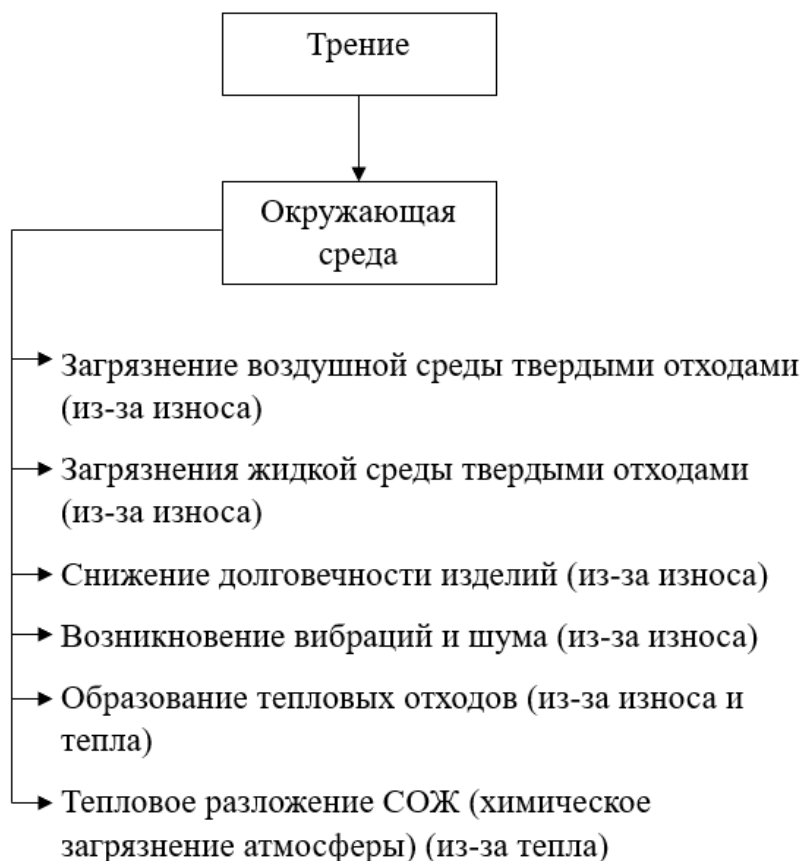 Трение
Окружающая
среда
Загрязнение воздушной среды твердыми отходами
(из-за износа)
Загрязнения жидкой среды твердыми отходами
(из-за износа)
Снижение долговечности изделий (из-за износа)
Возникновение вибраций и шума (из-за износа)
Образование тепловых отходов (из-за износа и
тепла)
Тепловое разложение СОЖ (химическое
загрязнение атмосферы) (из-за тепла)